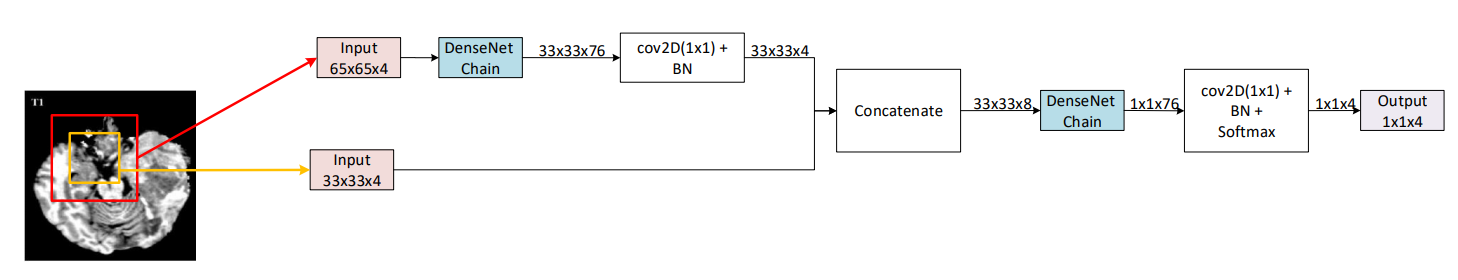 T1
Input
65x65x4
DenseNet
Chain
33x33x76
cov2D(1x1) +
BN
33x33x4
Input
33x33x4
Concatenate
33x33x8
DenseNet
Chain
1x1x76
cov2D(1x1) +
BN +
Softmax
1x1x4
Output
1x1x4